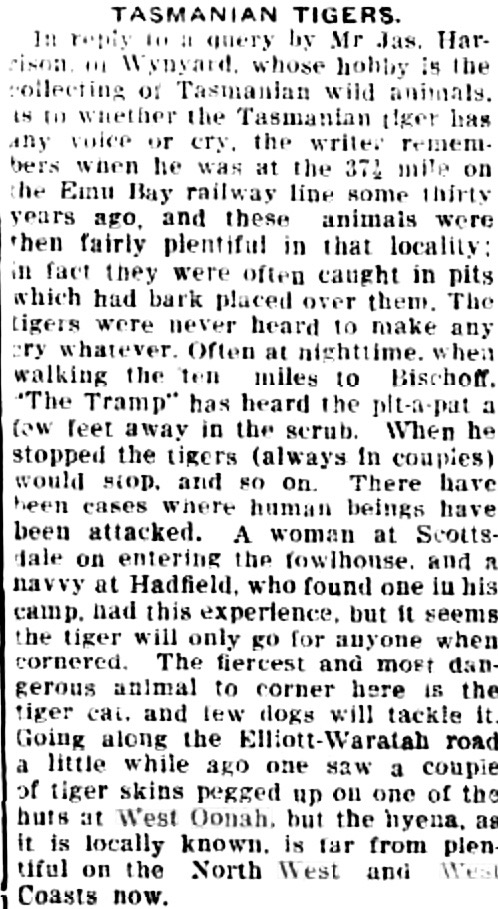 TASMANIAN TIGERS.
In reply to a query by Mr Jas. Har-
rison, of Wynyard, whose hobby is the
collecting of Tasmanian wild animals,
as to whether the Tasmanian tiger has
any voice or cry, the writer remem-
bers when he was at the 37½ mile on
the Emu Bay railway line some thirty
years ago, and these animals were
then fairly plentiful in that locality;
in fact they were often caught in pits
which had bark placed over them. The
tigers were never heard to make any
cry whatever. Often at nighttime, when
walking the ten miles to Bischoff,
"The Tramp" has heard the pit-a-pat a
few feet away in the scrub. When he
stopped the tigers (always in couples)
would stop, and so on. There have
been cases where human beings have
been attacked. A woman at Scotts-
dale on entering the fowlhouse, and a
navvy at Hadfield, who found one in his
camp, had this experience, but it seems
the tiger will only go for anyone when
cornered. The fiercest and most dan-
gerous animal to corner here is the
tiger cat, and few dogs will tackle it.
Going along the Elliott-Waratah road
a little while ago one saw a couple
of tiger skins pegged up on one of the
huts at West Oonah, but the hyena, as
it is locally known, is far from plen-
tiful on the North West and West
Coasts now.